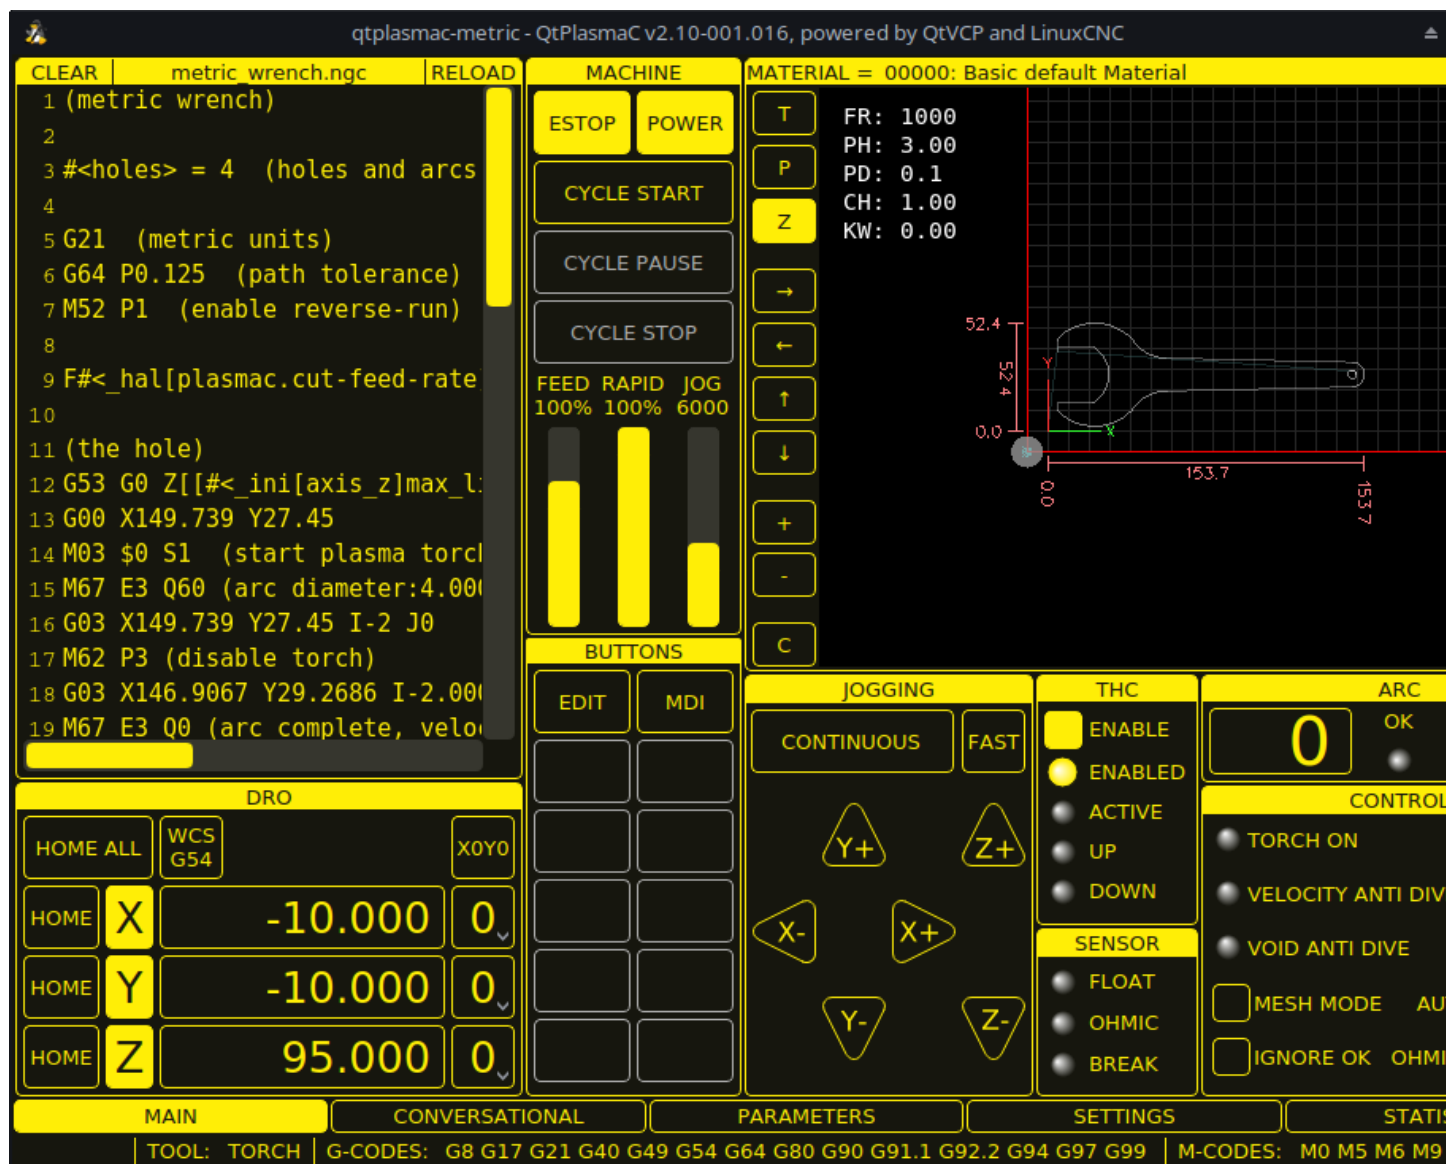 qtplasmac-metric - QtPlasmaC v2.10-001.016, powered by QtVCP and LinuxCNC
CLEAR metric_wrench.ngc RELOAD
1 (metric wrench)
2
3 #<holes> = 4 (holes and arcs
4
5 G21 (metric units)
6 G64 P0.125 (path tolerance)
7 M52 P1 (enable reverse-run)
8
9 F#<_hal[plasmac.cut-feed-rate
10
11 (the hole)
12 G53 G0 Z[[#<_ini[axis_z]max_li
13 G00 X149.739 Y27.45
14 M03 $0 S1 (start plasma torc
15 M67 E3 Q60 (arc diameter:4.00
16 G03 X149.739 Y27.45 I-2 J0
17 M62 P3 (disable torch)
18 G03 X146.9067 Y29.2686 I-2.00
19 M67 E3 Q0 (arc complete, velo
MACHINE
ESTOP POWER
CYCLE START
CYCLE PAUSE
CYCLE STOP
FEED RAPID JOG
100% 100% 6000
BUTTONS
EDIT MDI
MATERIAL = 00000: Basic default Material
T
P
Z
→
←
↑
↓
+
-
C
FR: 1000
PH: 3.00
PD: 0.1
CH: 1.00
KW: 0.00
52.4
52.4
0.0
Y
X
153.7
0.0
153.7
DRO
HOME ALL WCS G54 X0Y0
HOME X -10.000 0
HOME Y -10.000 0
HOME Z 95.000 0
JOGGING
CONTINUOUS FAST
Y+ Z+
X- X+
Y- Z-
THC
ENABLE
ENABLED
ACTIVE
UP
DOWN
SENSOR
FLOAT
OHMIC
BREAK
ARC
0 OK
CONTROL
TORCH ON
VELOCITY ANTI DIV
VOID ANTI DIVE
MESH MODE AU
IGNORE OK OHMI
MAIN CONVERSATIONAL PARAMETERS SETTINGS STATIS
TOOL: TORCH G-CODES: G8 G17 G21 G40 G49 G54 G64 G80 G90 G91.1 G92.2 G94 G97 G99 M-CODES: M0 M5 M6 M9